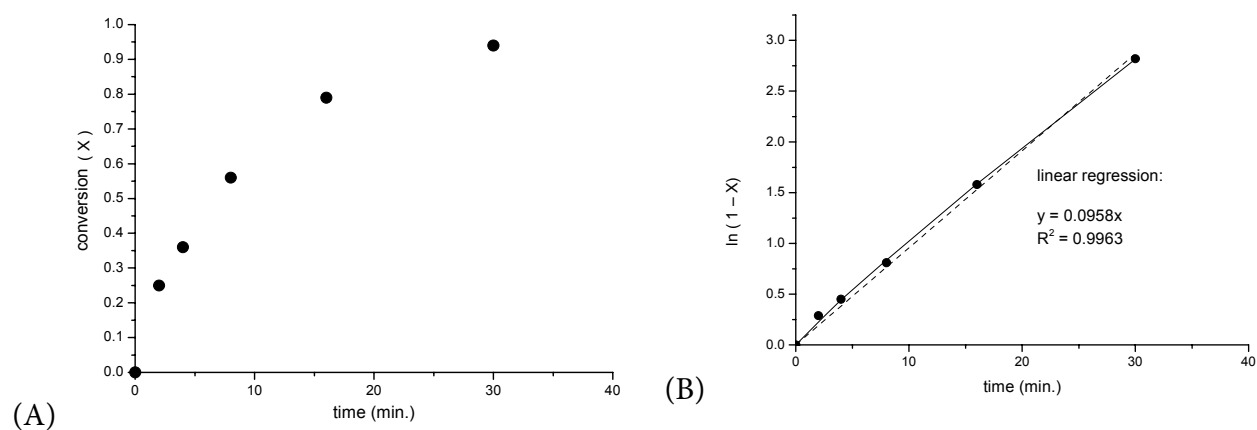 1.0
0.9
0.8
0.7
0.6
0.5
0.4
0.3
0.2
0.1
0.0
0 10 20 30 40
conversion ( X )
time (min.)
(A)
3.0
2.5
2.0
1.5
1.0
0.5
0.0
0 10 20 30 40
ln ( 1 – X)
time (min.)
linear regression:
y = 0.0958x
R² = 0.9963
(B)